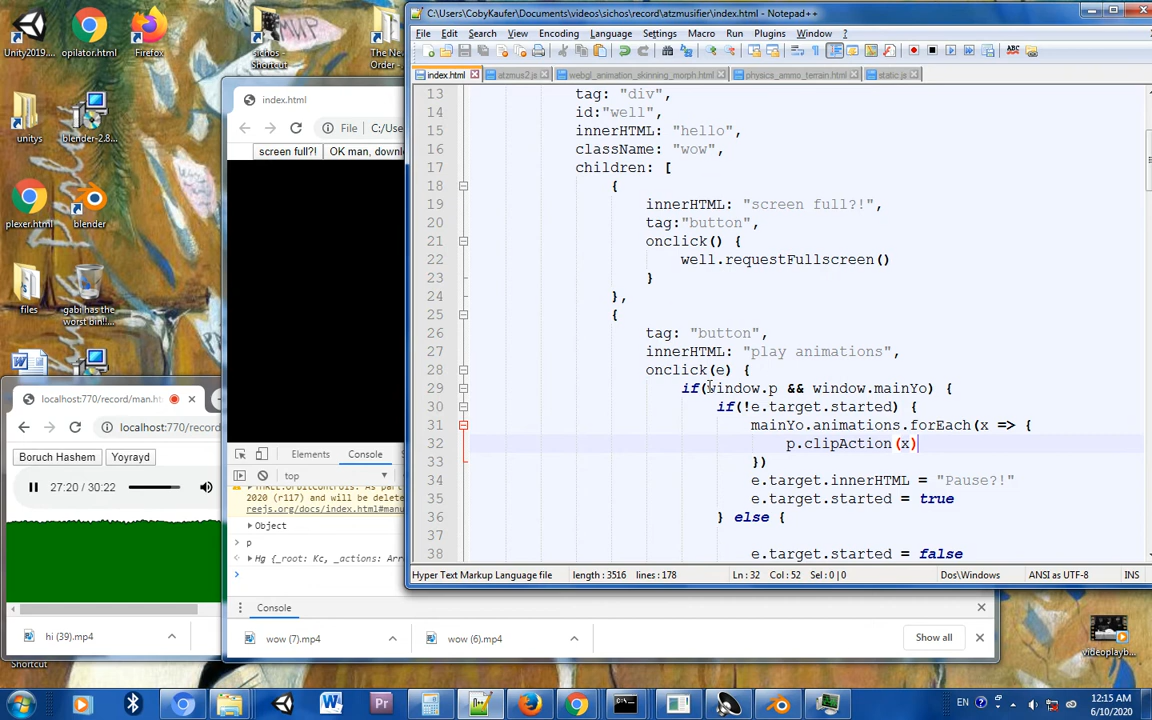 C:\Users\CobyKaufer\Documents\videos\sichos\record\atzmusifier\index.html - Notepad++
File Edit Search View Encoding Language Settings Macro Run Plugins Window ?
index.html atzmus2.js webgl_animation_skinning_morph.html physics_ammo_terrain.html static.js
13 tag: "div",
14 id:"well",
15 innerHTML: "hello",
16 className: "wow",
17 children: [
18 {
19 innerHTML: "screen full?!",
20 tag:"button",
21 onclick() {
22 well.requestFullscreen()
23 }
24 },
25 {
26 tag: "button",
27 innerHTML: "play animations",
28 onclick(e) {
29 if(window.p && window.mainYo) {
30 if(!e.target.started) {
31 mainYo.animations.forEach(x => {
32 p.clipAction(x)
33 })
34 e.target.innerHTML = "Pause?!"
35 e.target.started = true
36 } else {
37
38 e.target.started = false
Hyper Text Markup Language file length: 3516 lines: 178 Ln: 32 Col: 52 Sel: 0 | 0 Dos\Windows ANSI as UTF-8 INS
Unity2019....
opilator.html
Firefox
sichos - Shortcut
The New Order-...
unitys
blender-2.8...
plexer.html
blender
files
gabi has the worst bin!!...
Shortcut
videoplayb...
index.html
File C:/Use
screen full?! OK man, downl
Elements Console
top
2020 (r117) and will be delete
reejs.org/docs/index.html#manu
Object
p
Hg {_root: Kc, _actions: Arr
Console
wow (7).mp4 wow (6).mp4 Show all
localhost:770/record/man.ht
localhost:770/record
Boruch Hashem Yoyrayd
27:20 / 30:22
hi (39).mp4
EN
12:15 AM
6/10/2020